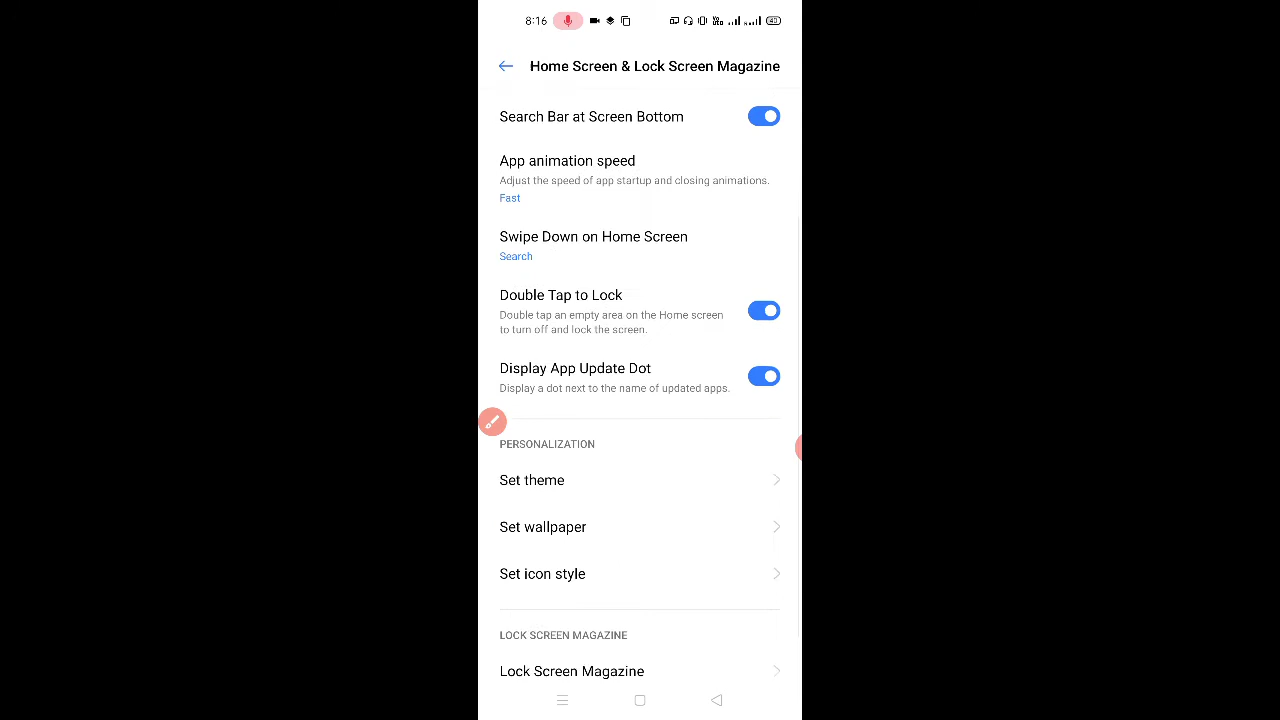 8:16
Home Screen & Lock Screen Magazine
Search Bar at Screen Bottom
App animation speed
Adjust the speed of app startup and closing animations.
Fast
Swipe Down on Home Screen
Search
Double Tap to Lock
Double tap an empty area on the Home screen
to turn off and lock the screen.
Display App Update Dot
Display a dot next to the name of updated apps.
PERSONALIZATION
Set theme
Set wallpaper
Set icon style
LOCK SCREEN MAGAZINE
Lock Screen Magazine